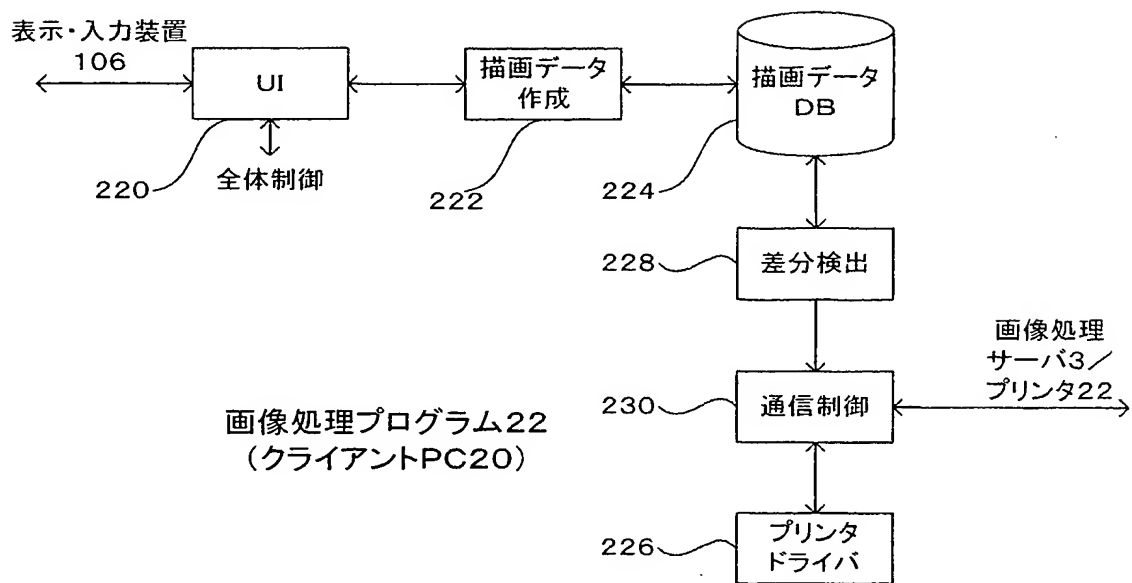 表示・入力装置
106
UI
描画データ
作成
描画データ
DB
220
全体制御
222
224
228
差分検出
画像処理
サーバ3／
プリンタ22
230
通信制御
画像処理プログラム22
(クライアントPC20)
226
プリンタ
ドライバ